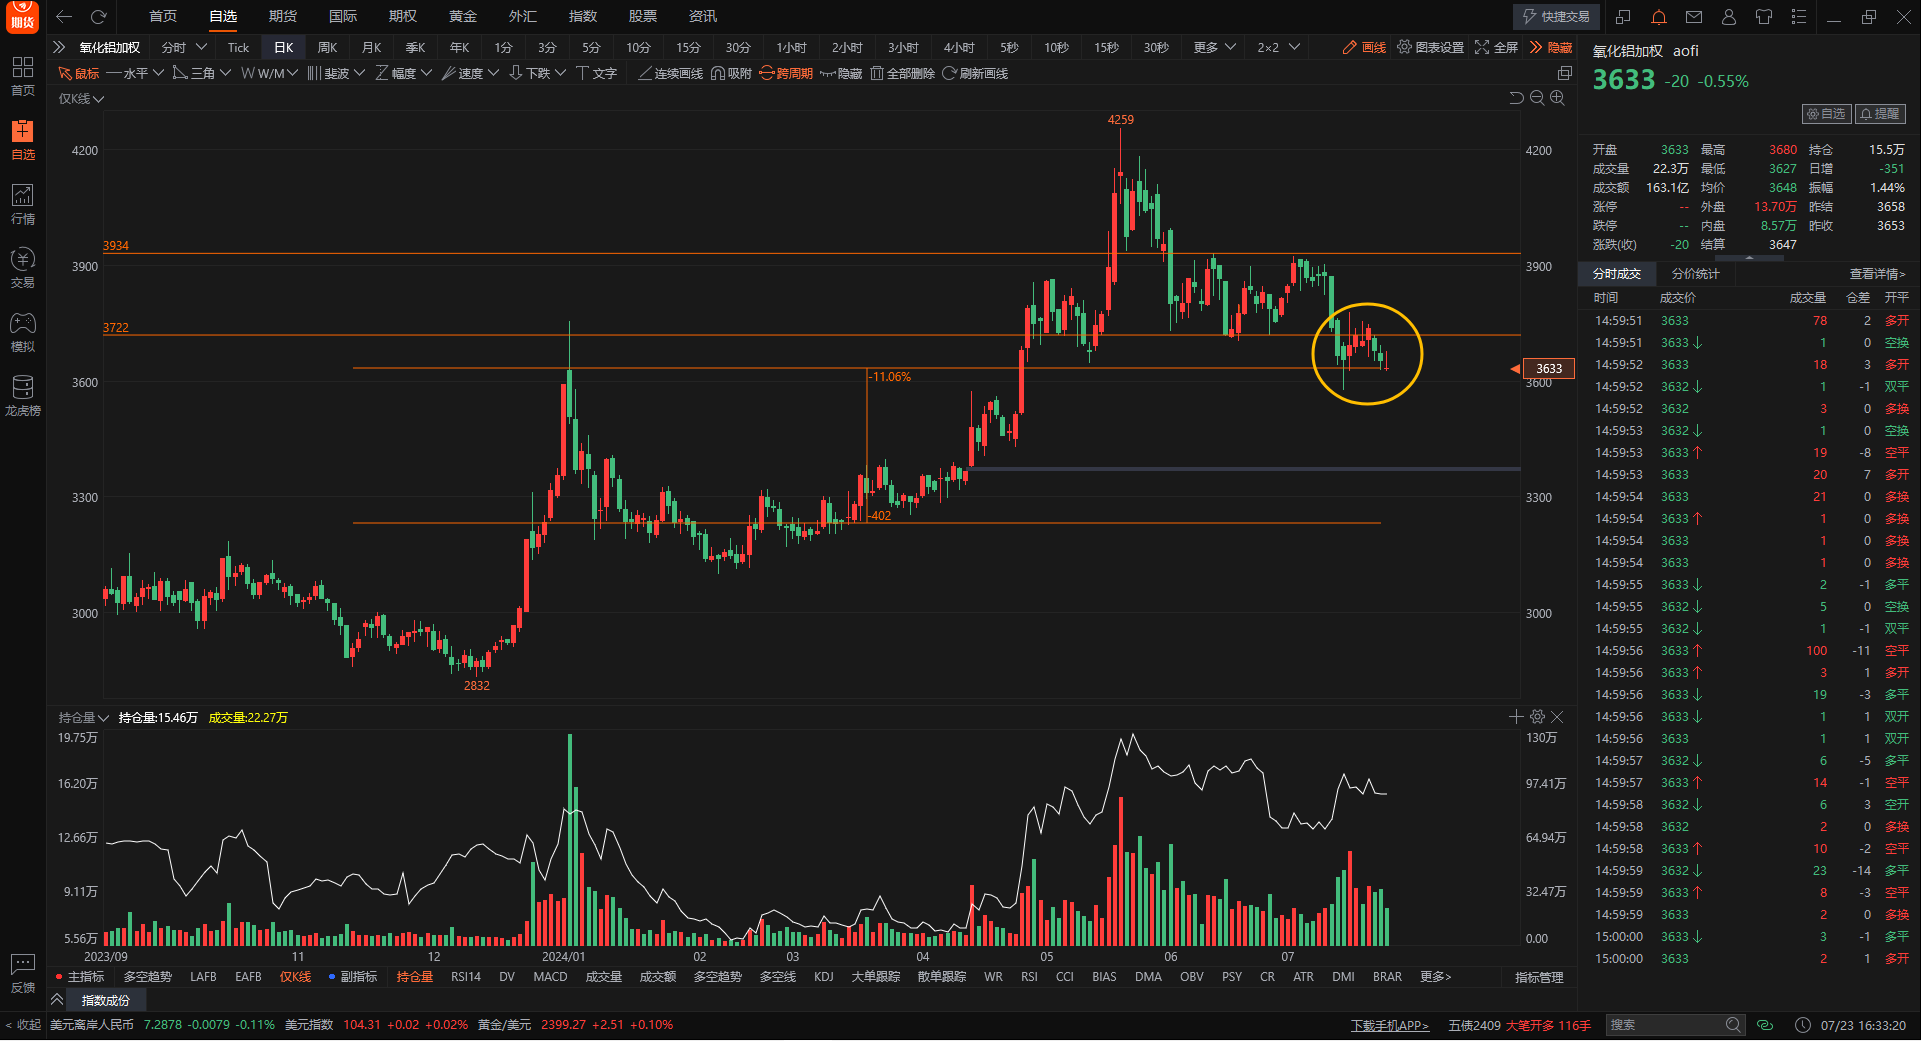 期货
首页 自选 期货 国际 期权 黄金 外汇 指数 股票 资讯 快捷交易
氧化铝加权 分时 Tick 日K 周K 月K 季K 年K 1分 3分 5分 10分 15分 30分 1小时 2小时 3小时 4小时 5秒 10秒 15秒 30秒 更多 2×2 画线 图表设置 全屏 隐藏
鼠标 水平 三角 W/M 斐波 幅度 速度 下跌 文字 连续画线 吸附 跨周期 隐藏 全部删除 刷新画线
首页
自选
行情
交易
模拟
龙虎榜
反馈
< 收起
仅K线
4259
4200 4200
3934
3900 3900
3722
-11.06%
3633
3600 3600
3300 3300
-402
3000 3000
2832
持仓量 持仓量:15.46万 成交量:22.27万
19.75万 130万
16.20万 97.41万
12.66万 64.94万
9.11万 32.47万
5.56万 0.00
2023/09 11 12 2024/01 02 03 04 05 06 07
主指标 多空趋势 LAFB EAFB 仅K线 副指标 持仓量 RSI14 DV MACD 成交量 成交额 多空趋势 多空线 KDJ 大单跟踪 散单跟踪 WR RSI CCI BIAS DMA OBV PSY CR ATR DMI BRAR 更多> 指标管理
指数成份
美元离岸人民币 7.2878 -0.0079 -0.11% 美元指数 104.31 +0.02 +0.02% 黄金/美元 2399.27 +2.51 +0.10% 下载手机APP> 五债2409 大笔开多 116手 搜索 07/23 16:33:20
氧化铝加权 aofi
3633 -20 -0.55%
自选 提醒
开盘 3633 最高 3680 持仓 15.5万
成交量 22.3万 最低 3627 日增 -351
成交额 163.1亿 均价 3648 振幅 1.44%
涨停 -- 外盘 13.70万 昨结 3658
跌停 -- 内盘 8.57万 昨收 3653
涨跌(收) -20 结算 3647
分时成交 分价统计 查看详情>
时间 成交价 成交量 仓差 开平
14:59:51 3633 78 2 多开
14:59:51 3633↓ 1 0 空换
14:59:52 3633 18 3 多开
14:59:52 3632↓ 1 -1 双平
14:59:52 3632 3 0 多换
14:59:53 3632↓ 1 0 空换
14:59:53 3633↑ 19 -8 空平
14:59:53 3633 20 7 多开
14:59:54 3633 21 0 多换
14:59:54 3633↑ 1 0 多换
14:59:54 3633 1 0 多换
14:59:54 3633 1 0 多换
14:59:55 3633↓ 2 -1 多平
14:59:55 3632↓ 5 0 空换
14:59:55 3632↓ 1 -1 双平
14:59:56 3633↑ 100 -11 空平
14:59:56 3633↑ 3 1 多开
14:59:56 3633↓ 19 -3 多平
14:59:56 3633↓ 1 1 双开
14:59:56 3633 1 1 双开
14:59:57 3632↓ 6 -5 多平
14:59:57 3633↑ 14 -1 空平
14:59:58 3632↓ 6 3 空开
14:59:58 3632 2 0 多换
14:59:58 3633↑ 10 -2 空平
14:59:59 3632↓ 23 -14 多平
14:59:59 3633↑ 8 -3 空平
14:59:59 3633 2 0 多换
15:00:00 3633↓ 3 -1 多平
15:00:00 3633 2 1 多开